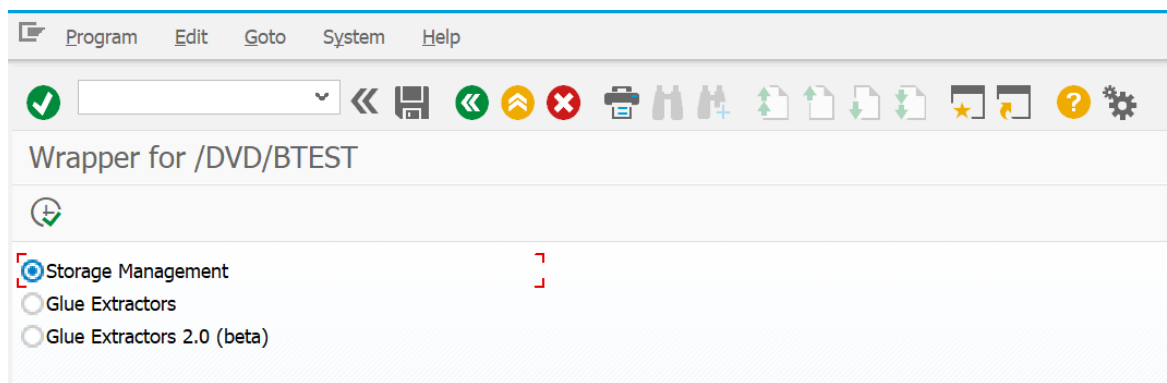 Program Edit Goto System Help
Wrapper for /DVD/BTEST
Storage Management
Glue Extractors
Glue Extractors 2.0 (beta)